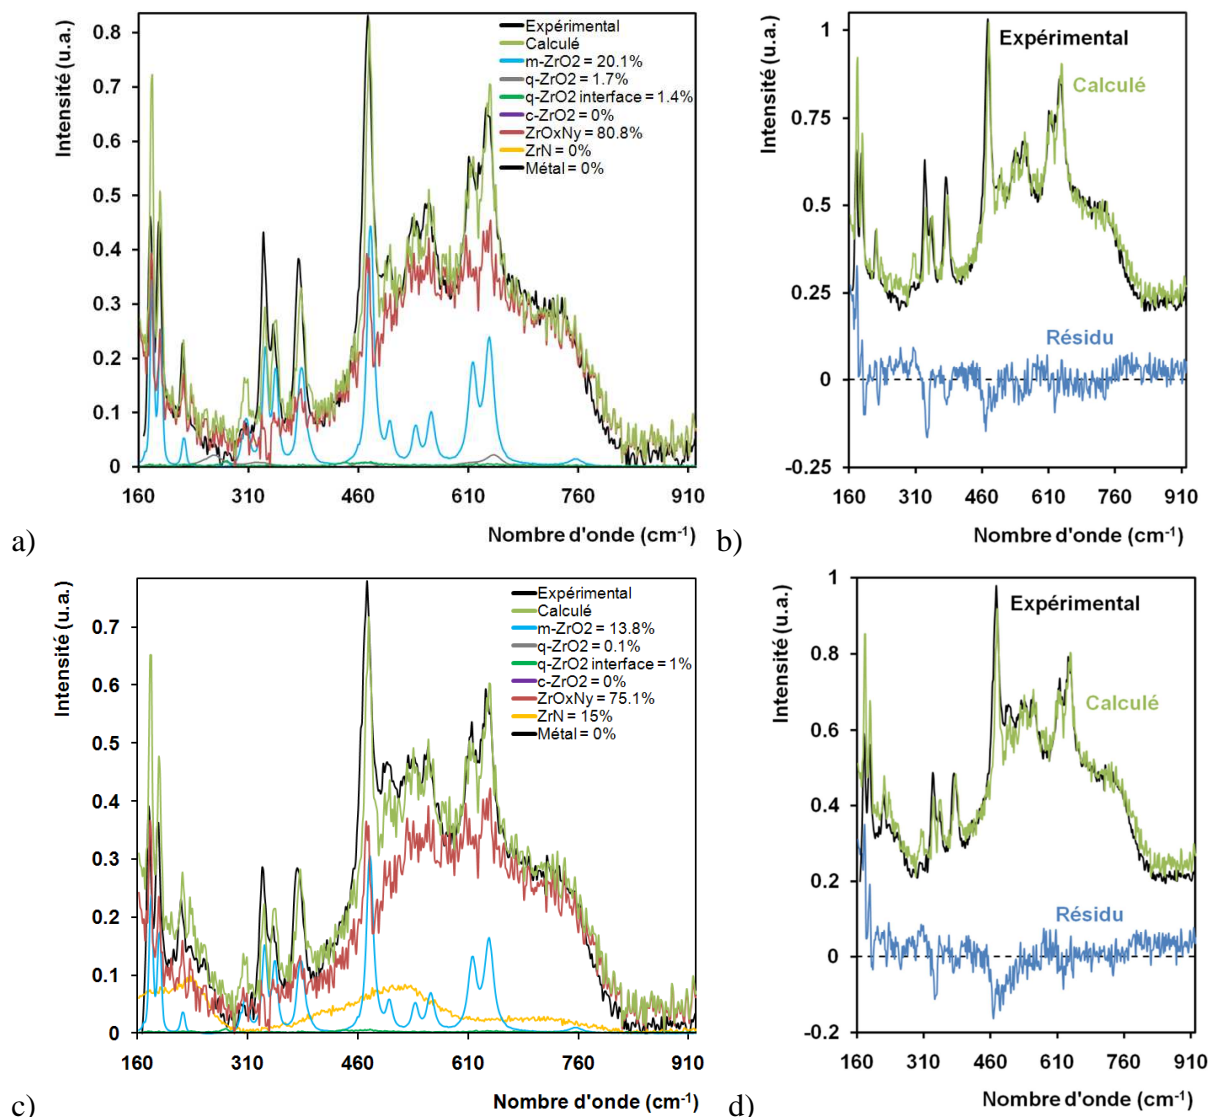 Intensité (u.a.)
0.8
0.7
0.6
0.5
0.4
0.3
0.2
0.1
0
160
310
460
610
760
910
Expérimental
Calculé
m-ZrO2 = 20.1%
q-ZrO2 = 1.7%
q-ZrO2 interface = 1.4%
c-ZrO2 = 0%
ZrOxNy = 80.8%
ZrN = 0%
Métal = 0%
Nombre d'onde (cm-1)
a)
Intensité (u.a.)
1
0.75
0.5
0.25
0
-0.25
160
310
460
610
760
910
Expérimental
Calculé
Résidu
Nombre d'onde (cm-1)
b)
Intensité (u.a.)
0.7
0.6
0.5
0.4
0.3
0.2
0.1
0
160
310
460
610
760
910
Expérimental
Calculé
m-ZrO2 = 13.8%
q-ZrO2 = 0.1%
q-ZrO2 interface = 1%
c-ZrO2 = 0%
ZrOxNy = 75.1%
ZrN = 15%
Métal = 0%
Nombre d'onde (cm-1)
c)
Intensité (u.a.)
1
0.8
0.6
0.4
0.2
0
-0.2
160
310
460
610
760
910
Expérimental
Calculé
Résidu
Nombre d'onde (cm-1)
d)